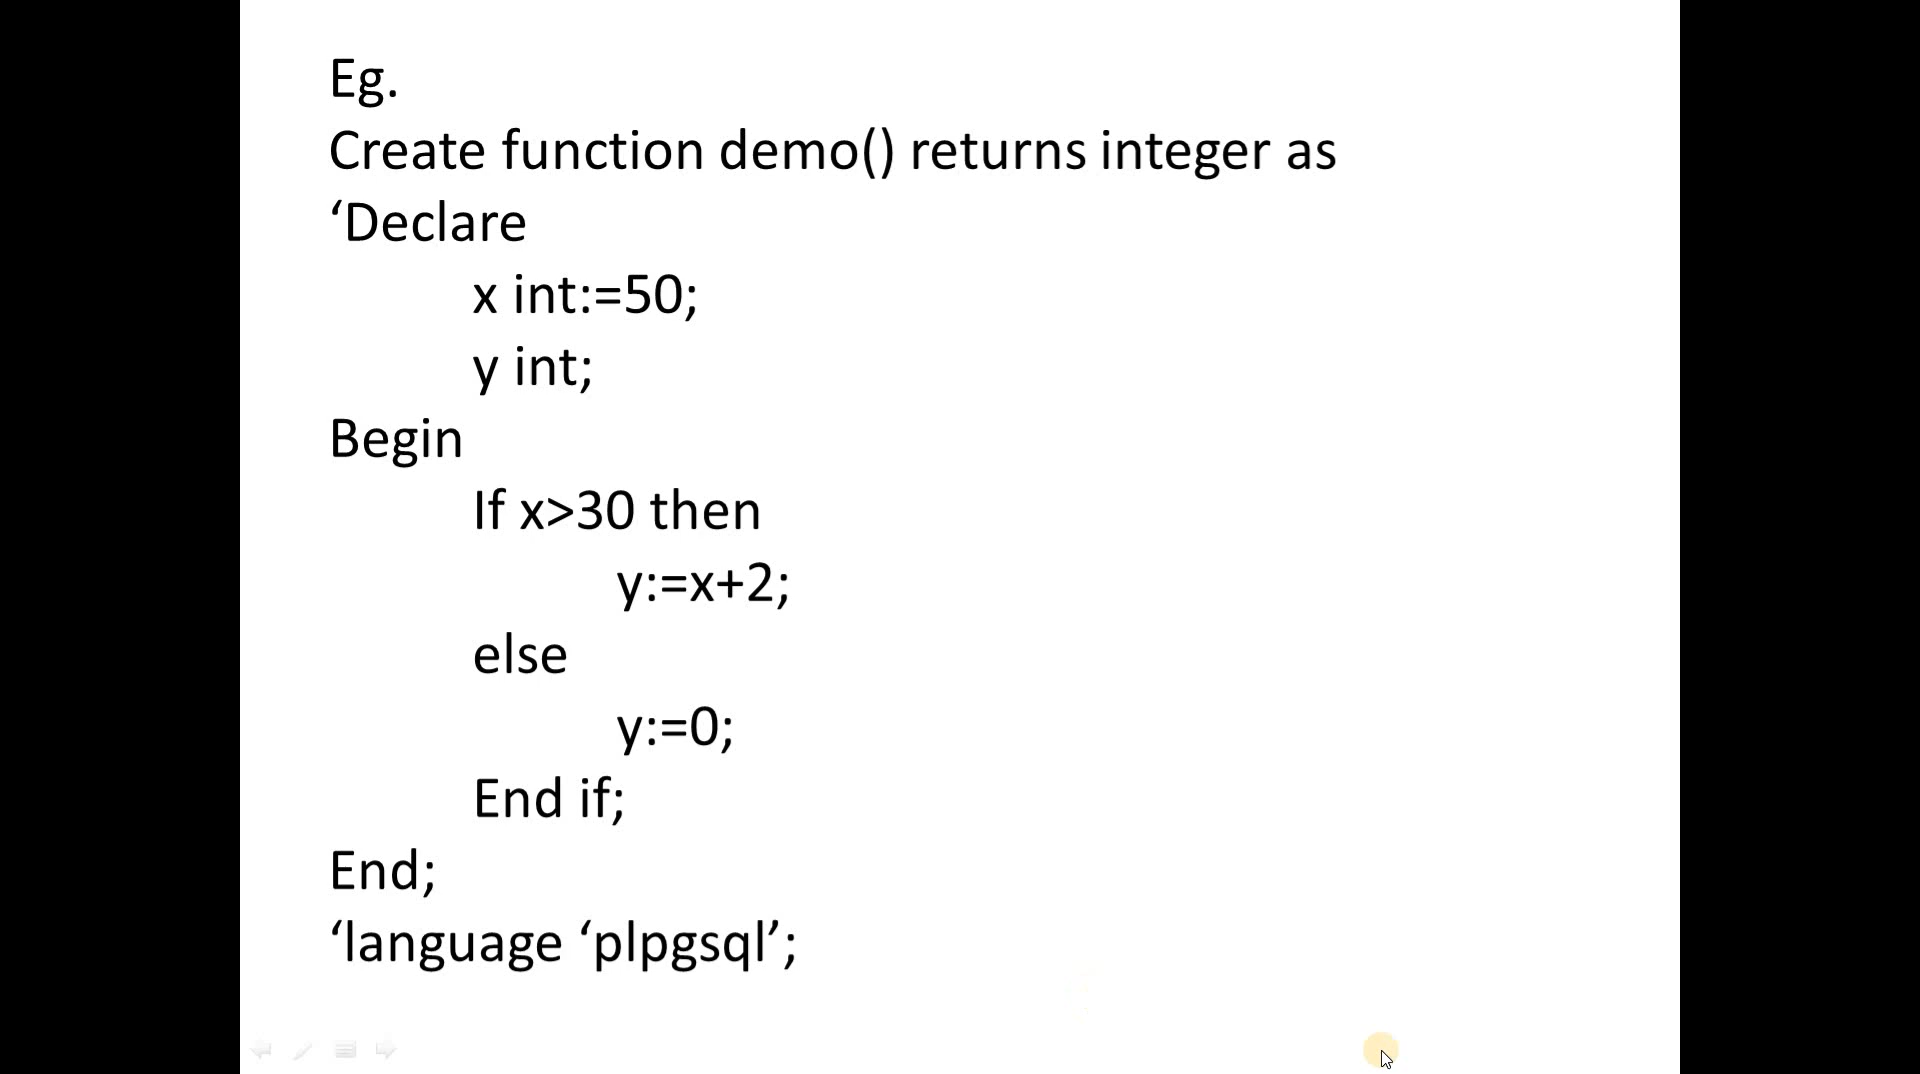 Eg.
Create function demo() returns integer as
‘Declare
x int:=50;
y int;
Begin
If x>30 then
y:=x+2;
else
y:=0;
End if;
End;
‘language ‘plpgsql’;